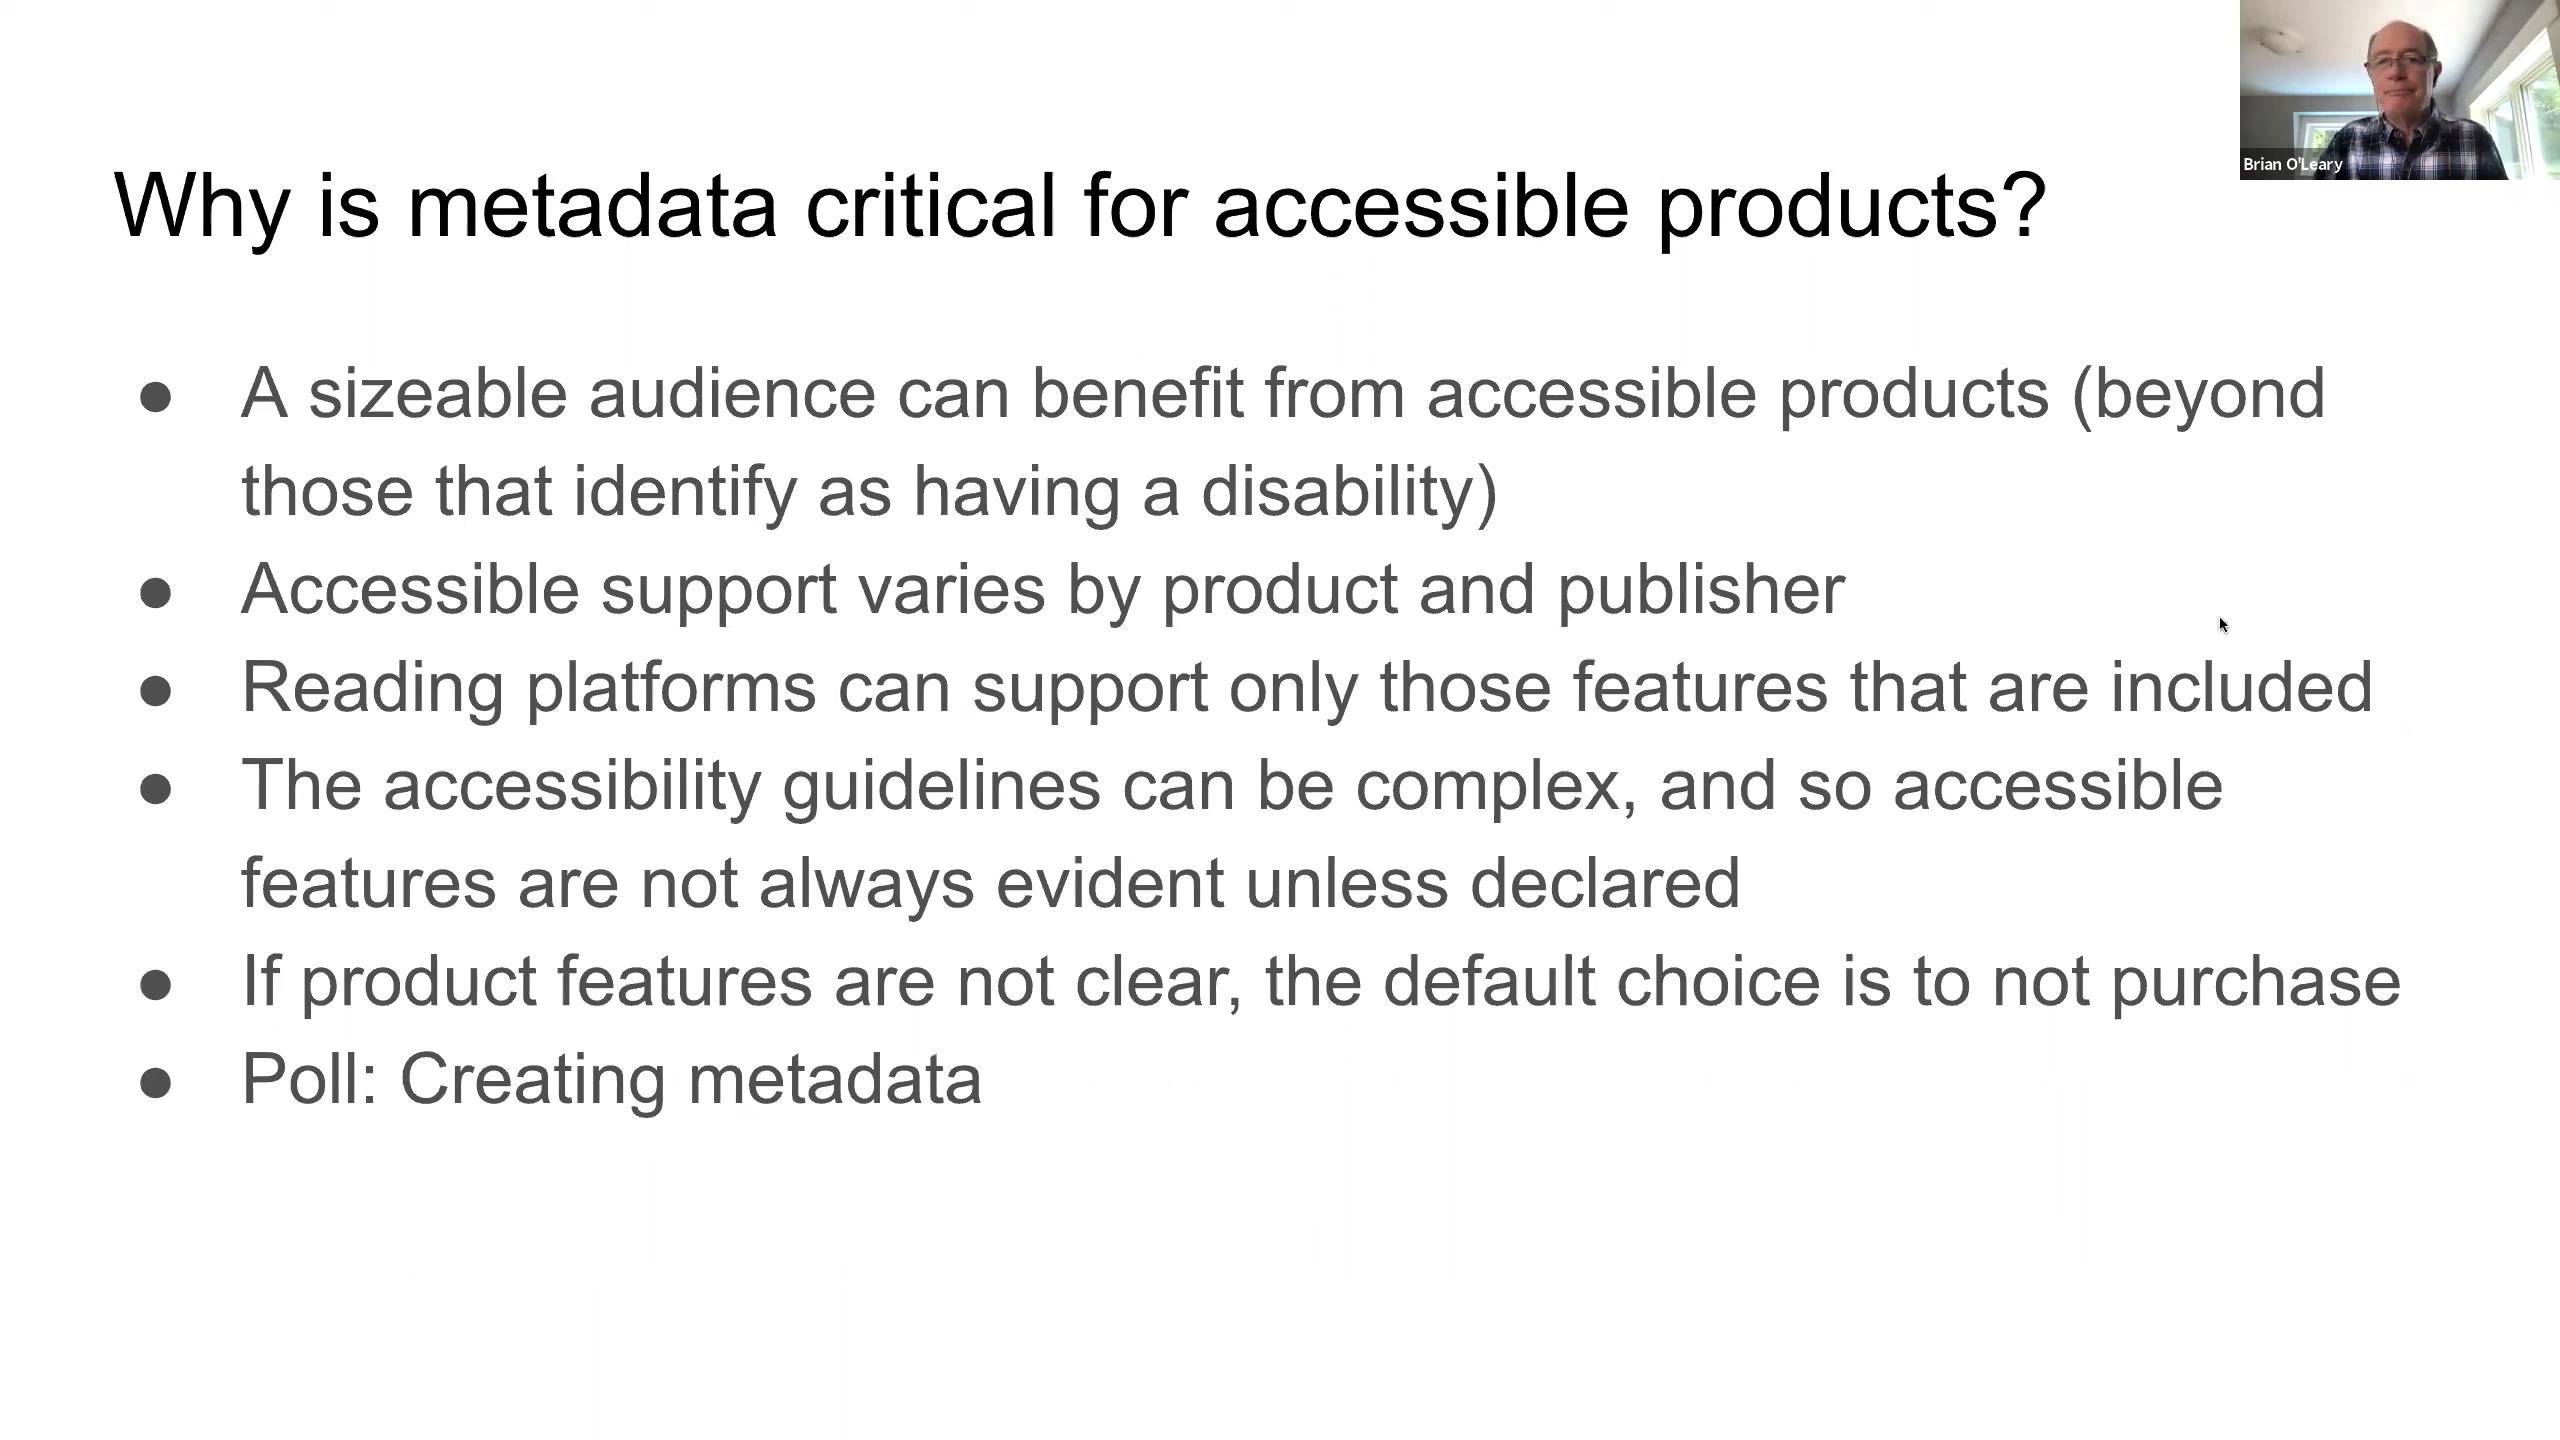 Brian O'Leary
Why is metadata critical for accessible products?
● A sizeable audience can benefit from accessible products (beyond
those that identify as having a disability)
● Accessible support varies by product and publisher
● Reading platforms can support only those features that are included
● The accessibility guidelines can be complex, and so accessible
features are not always evident unless declared
● If product features are not clear, the default choice is to not purchase
● Poll: Creating metadata